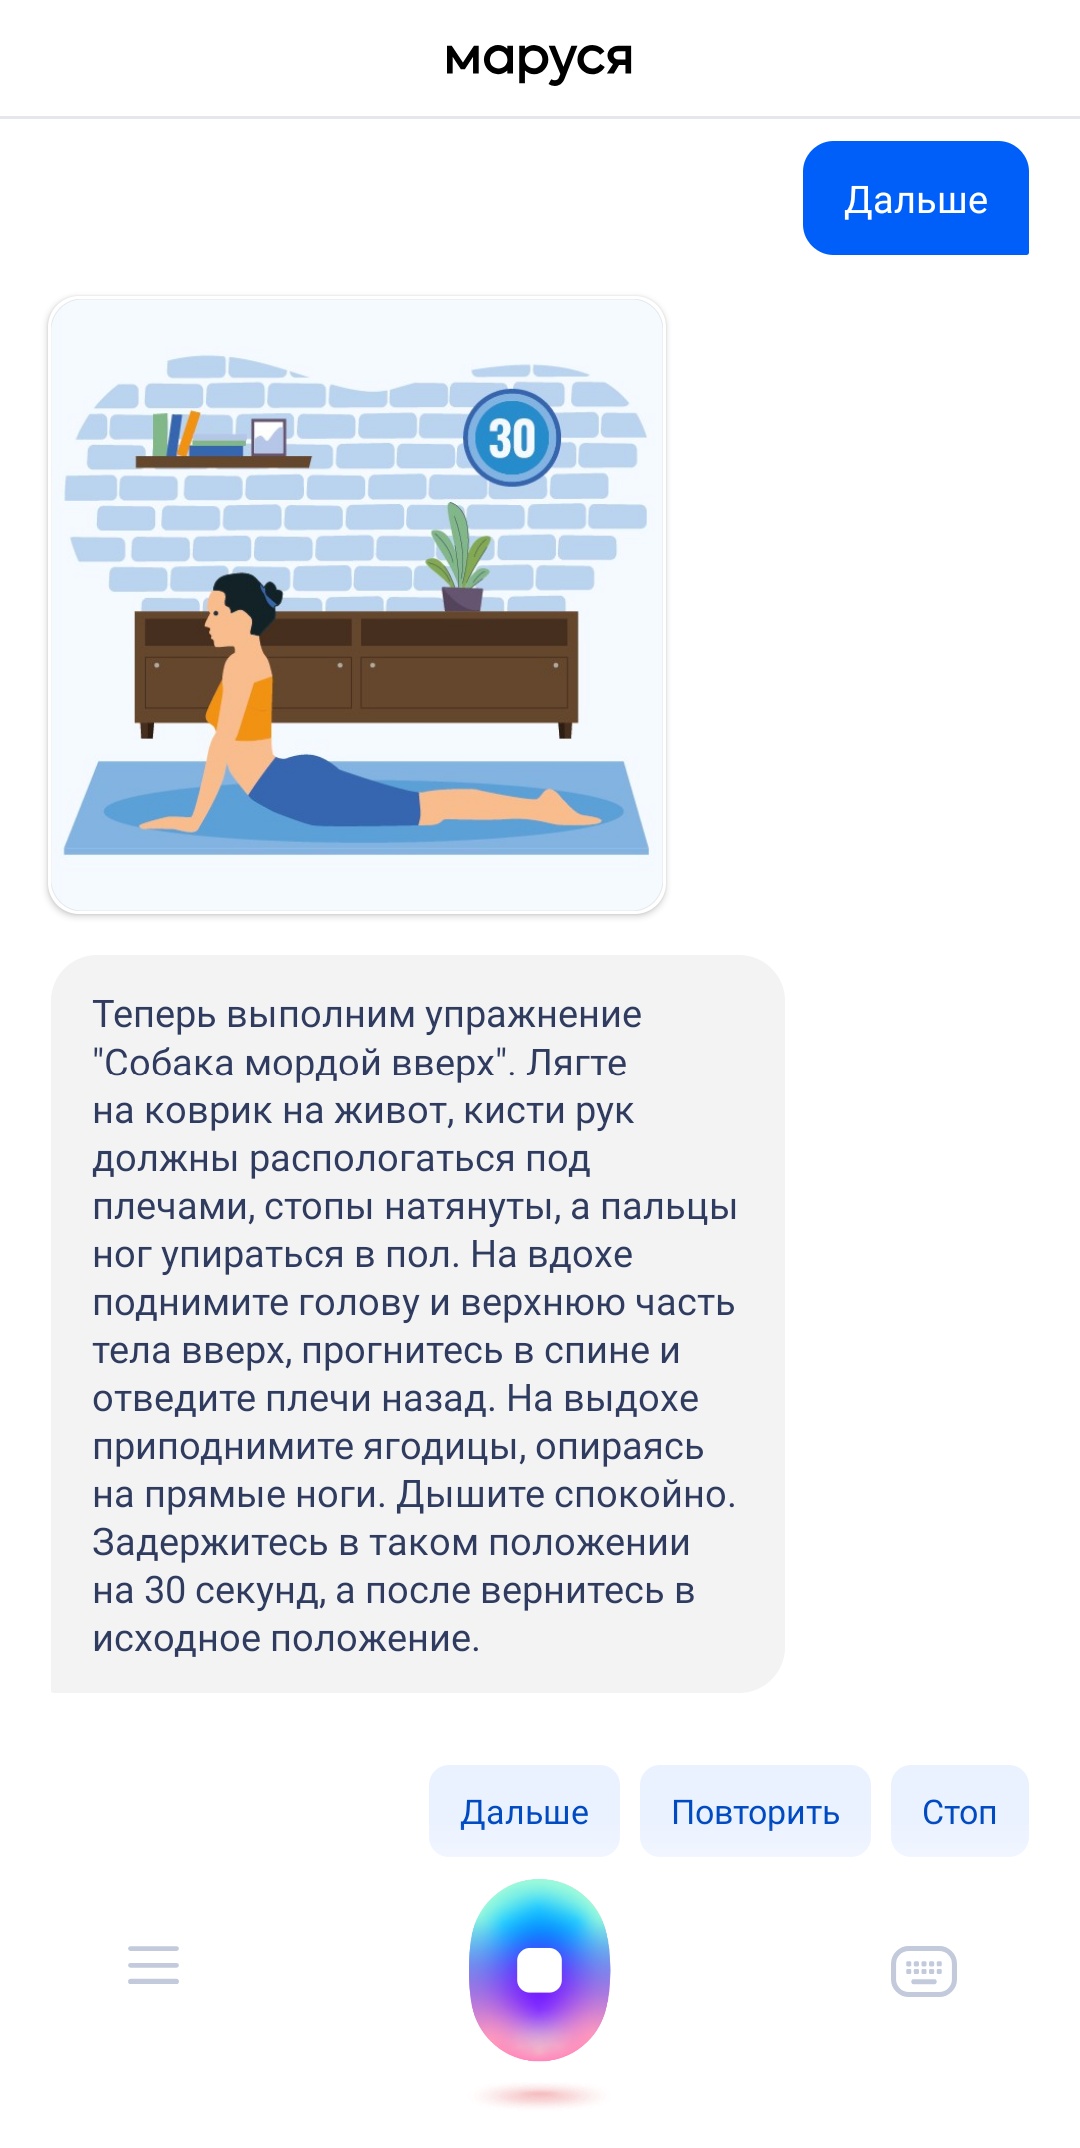 маруся
Дальше
30
Теперь выполним упражнение
"Собака мордой вверх". Лягте
на коврик на живот, кисти рук
должны распологаться под
плечами, стопы натянуты, а пальцы
ног упираться в пол. На вдохе
поднимите голову и верхнюю часть
тела вверх, прогнитесь в спине и
отведите плечи назад. На выдохе
приподнимите ягодицы, опираясь
на прямые ноги. Дышите спокойно.
Задержитесь в таком положении
на 30 секунд, а после вернитесь в
исходное положение.
Дальше Повторить Стоп